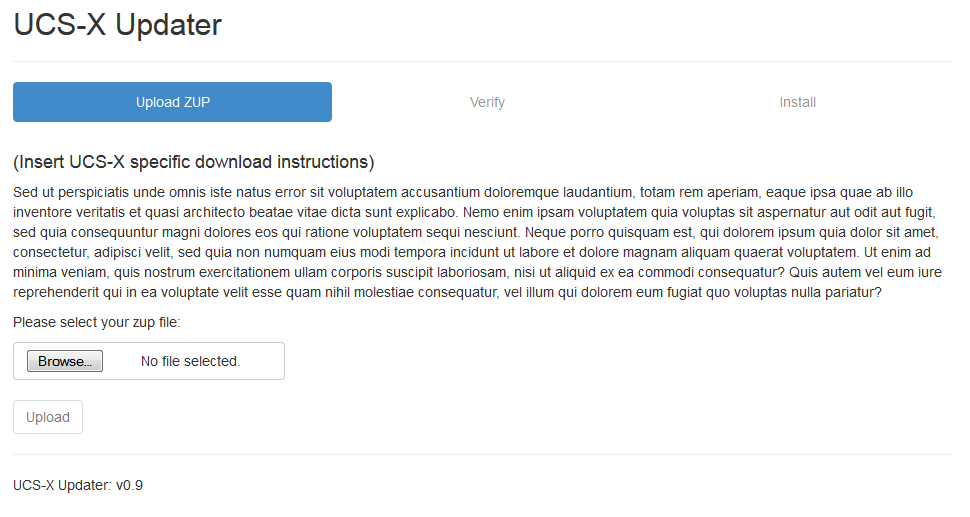 UCS-X Updater
Upload ZUP
Verify
Install
(Insert UCS-X specific download instructions)
Sed ut perspiciatis unde omnis iste natus error sit voluptatem accusantium doloremque laudantium, totam rem aperiam, eaque ipsa quae ab illo
inventore veritatis et quasi architecto beatae vitae dicta sunt explicabo. Nemo enim ipsam voluptatem quia voluptas sit aspernatur aut odit aut fugit,
sed quia consequuntur magni dolores eos qui ratione voluptatem sequi nesciunt. Neque porro quisquam est, qui dolorem ipsum quia dolor sit amet,
consectetur, adipisci velit, sed quia non numquam eius modi tempora incidunt ut labore et dolore magnam aliquam quaerat voluptatem. Ut enim ad
minima veniam, quis nostrum exercitationem ullam corporis suscipit laboriosam, nisi ut aliquid ex ea commodi consequatur? Quis autem vel eum iure
reprehenderit qui in ea voluptate velit esse quam nihil molestiae consequatur, vel illum qui dolorem eum fugiat quo voluptas nulla pariatur?
Please select your zup file:
Browse... No file selected.
Upload
UCS-X Updater: v0.9